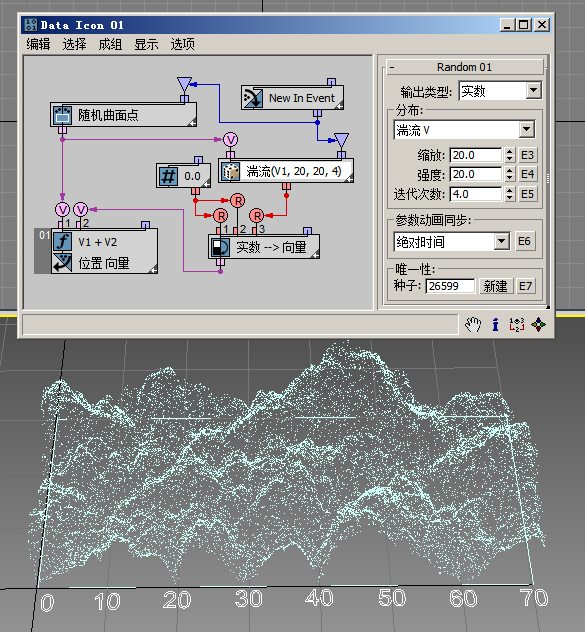 Data Icon 01
编辑 选择 成组 显示 选项
随机曲面点
New In Event
V
0.0
湍流(V1, 20, 20, 4)
R
R
R
V
V
1
2
1
2
3
01
V1 + V2
位置 向量
实数 --> 向量
- Random 01
输出类型: 实数
分布:
湍流 V
缩放: 20.0 E3
强度: 20.0 E4
迭代次数: 4.0 E5
参数动画同步:
绝对时间 E6
唯一性:
种子: 26599 新建 E7
0 10 20 30 40 50 60 70